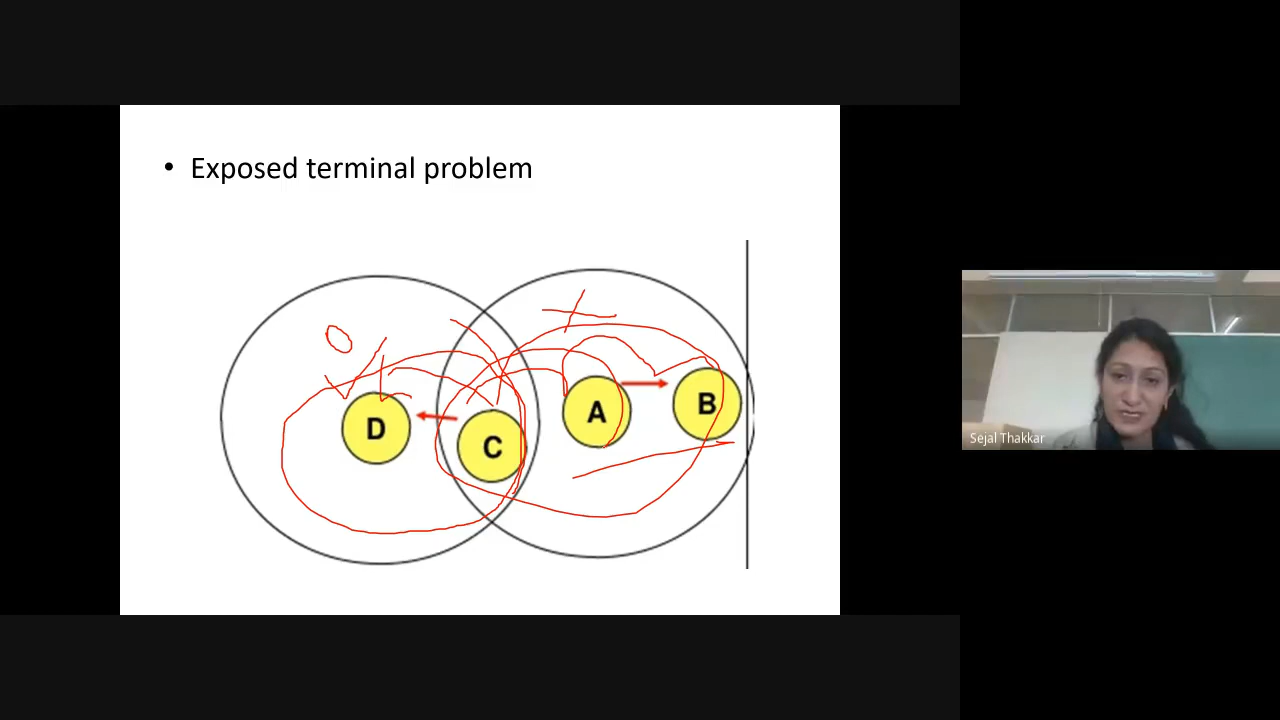 • Exposed terminal problem
D
C
A
B
Sejal Thakkar